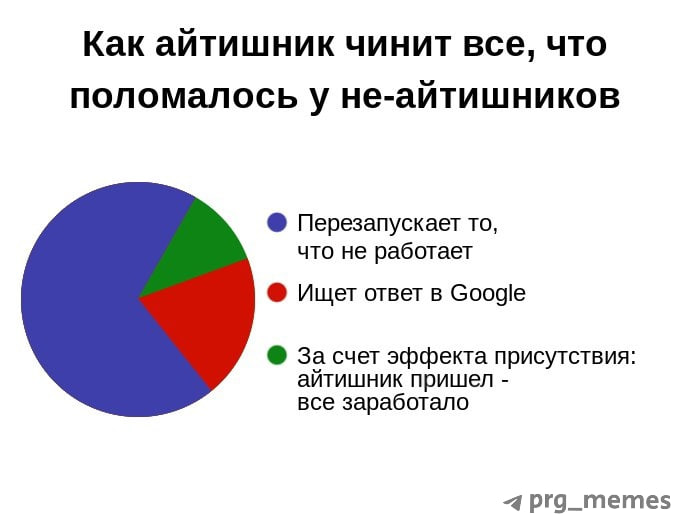 Как айтишник чинит все, что
поломалось у не-айтишников
Перезапускает то,
что не работает
Ищет ответ в Google
За счет эффекта присутствия:
айтишник пришел -
все заработало
prg_memes